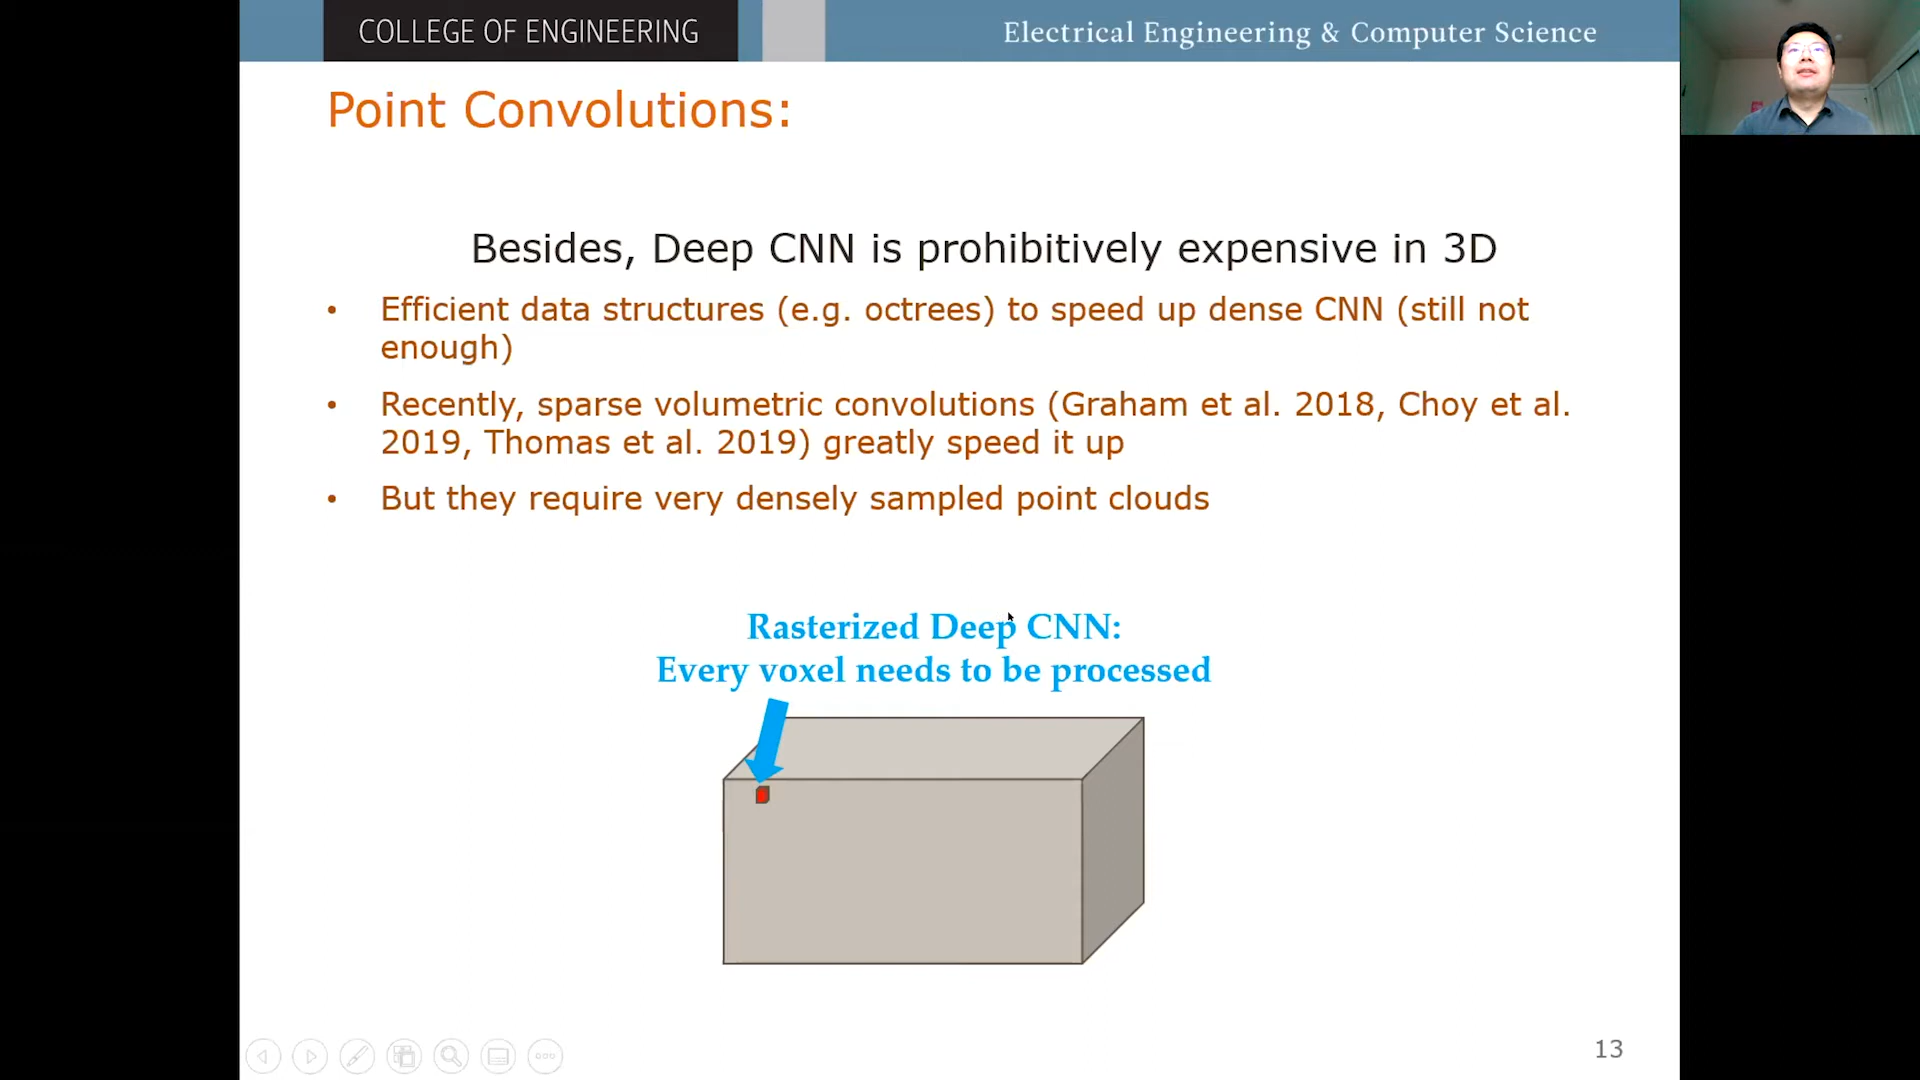 COLLEGE OF ENGINEERING
Electrical Engineering & Computer Science
Point Convolutions:
Besides, Deep CNN is prohibitively expensive in 3D
• Efficient data structures (e.g. octrees) to speed up dense CNN (still not
enough)
• Recently, sparse volumetric convolutions (Graham et al. 2018, Choy et al.
2019, Thomas et al. 2019) greatly speed it up
• But they require very densely sampled point clouds
Rasterized Deep CNN:
Every voxel needs to be processed
13